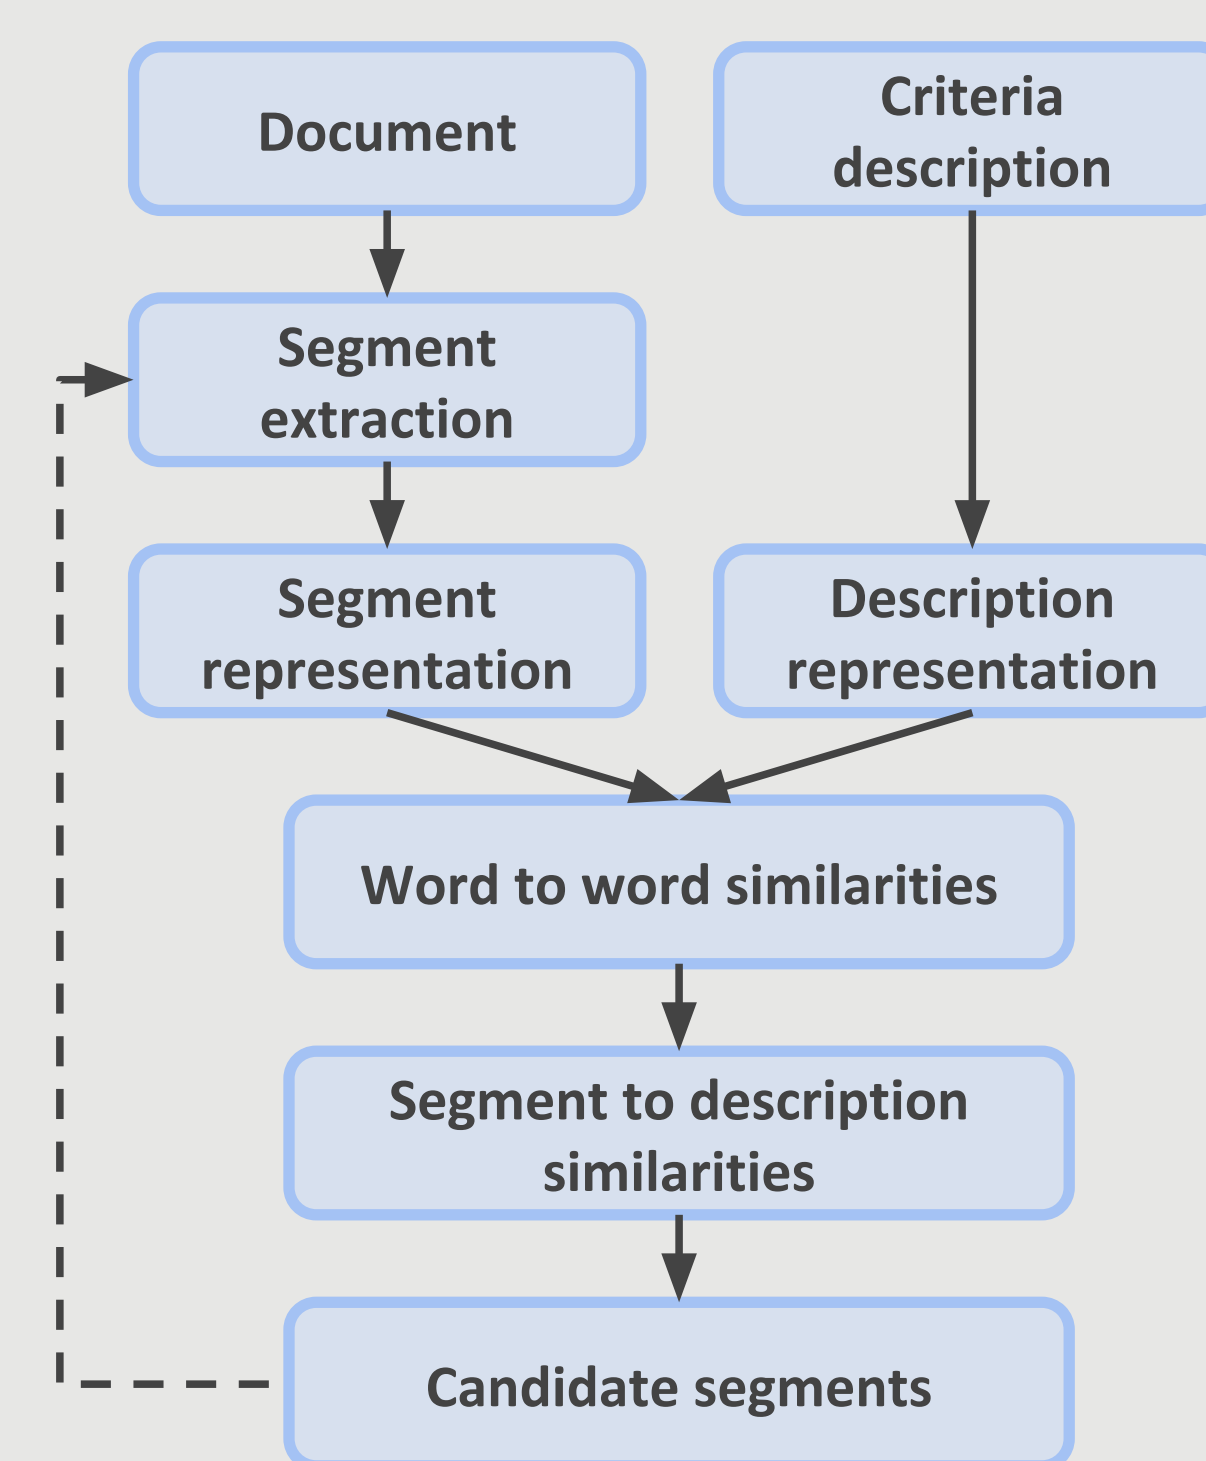 Document
Criteria
description
Segment
extraction
Segment
representation
Description
representation
Word to word similarities
Segment to description
similarities
Candidate segments